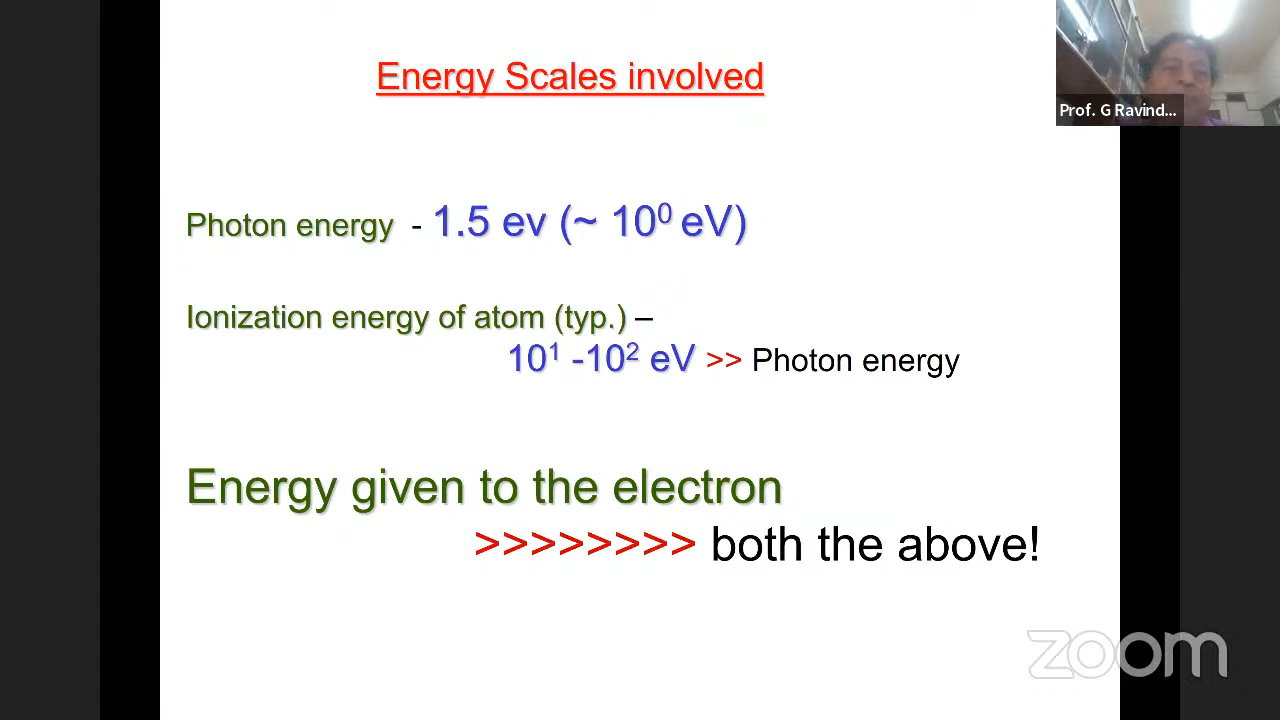 Energy Scales involved
Prof. G Ravind...
Photon energy - 1.5 ev (~ 10⁰ eV)
Ionization energy of atom (typ.) –
10¹ -10² eV >> Photon energy
Energy given to the electron
>>>>>>>> both the above!
zoom